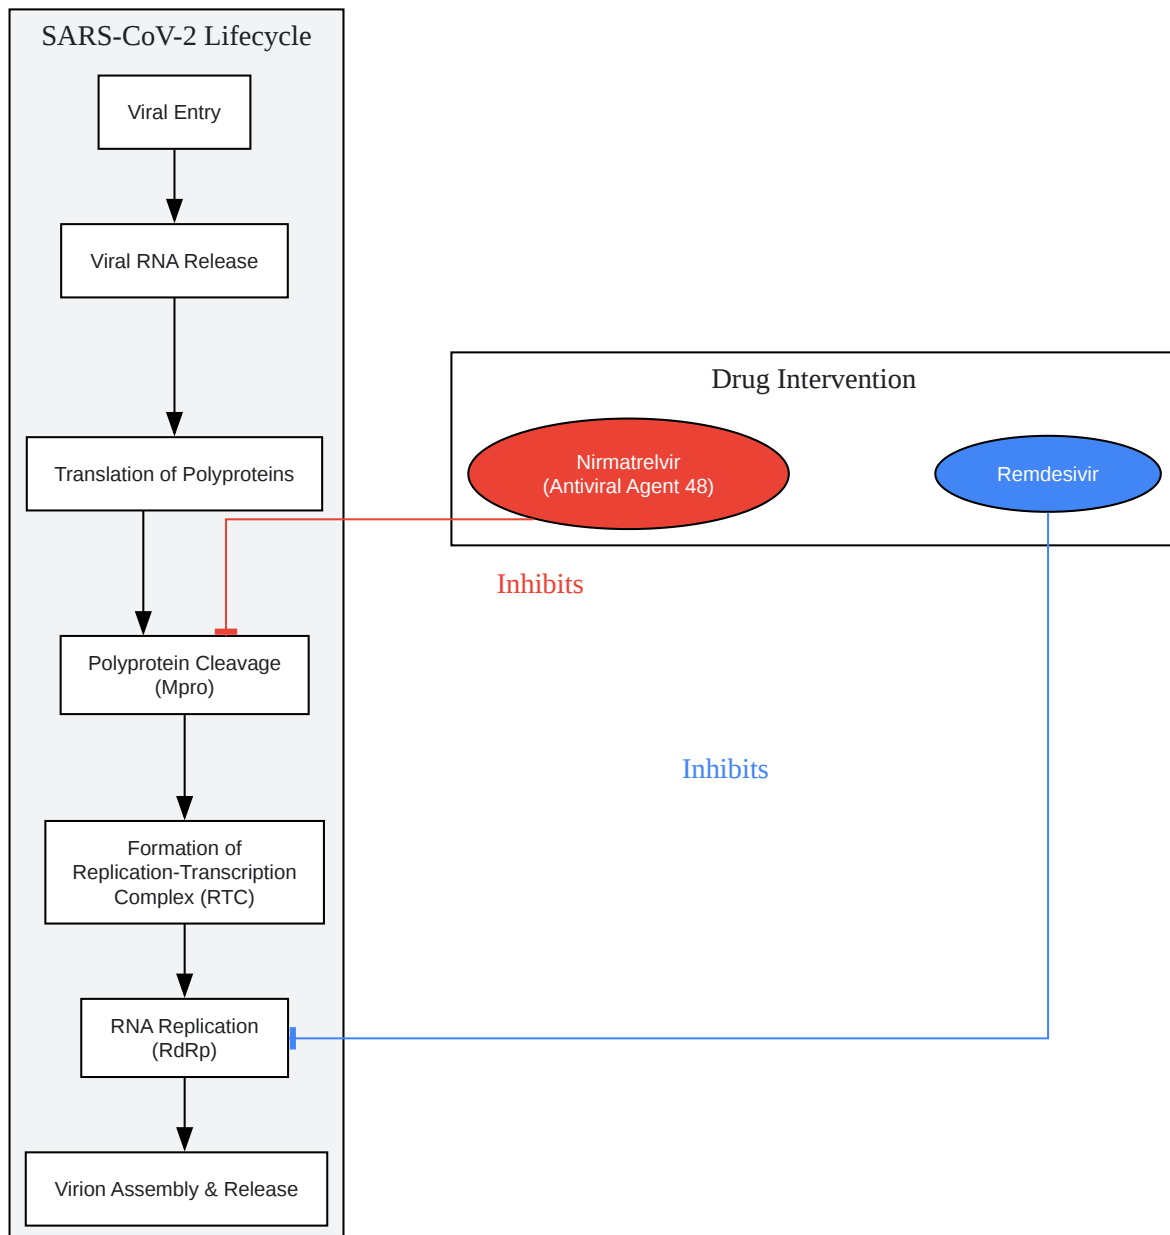 SARS-CoV-2 Lifecycle
Viral Entry
Viral RNA Release
Translation of Polyproteins
Polyprotein Cleavage
(Mpro)
Formation of
Replication-Transcription
Complex (RTC)
RNA Replication
(RdRp)
Virion Assembly & Release
Drug Intervention
Nirmatrelvir
(Antiviral Agent 48)
Remdesivir
Inhibits
Inhibits